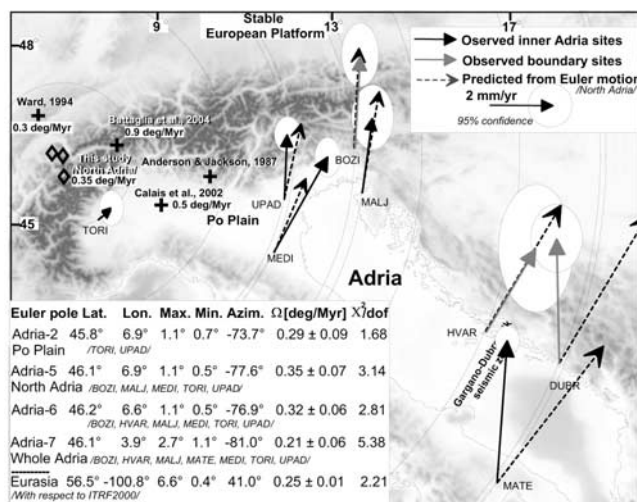 9
13
17
48
45
Stable
European Platform
Oserved inner Adria sites
Observed boundary sites
Predicted from Euler motion
/North Adria/
2 mm/yr
95% confidence
Ward, 1994
0.3 deg/Myr
Battaglia et al., 2004
0.9 deg/Myr
This study
/North Adria/
0.35 deg/Myr
Anderson & Jackson, 1987
Calais et al., 2002
0.5 deg/Myr
Po Plain
TORI
UPAD
MEDI
BOZI
MALJ
Adria
HVAR
DUBR
MATE
Gargano-Dubr
seismic z
Euler pole Lat. Lon. Max. Min. Azim. Ω [deg/Myr] Χ²/dof
Adria-2 45.8° 6.9° 1.1° 0.7° -73.7° 0.29 ± 0.09 1.68
Po Plain /TORI, UPAD/
Adria-5 46.1° 6.9° 1.1° 0.5° -77.6° 0.35 ± 0.07 3.14
North Adria /BOZI, MALJ, MEDI, TORI, UPAD/
Adria-6 46.2° 6.6° 1.1° 0.5° -76.9° 0.32 ± 0.06 2.81
/BOZI, HVAR, MALJ, MEDI, TORI, UPAD/
Adria-7 46.1° 3.9° 2.7° 1.1° -81.0° 0.21 ± 0.06 5.38
Whole Adria /BOZI, HVAR, MALJ, MATE, MEDI, TORI, UPAD/
Eurasia 56.5° -100.8° 6.6° 0.4° 41.0° 0.25 ± 0.01 2.21
/With respect to ITRF2000/